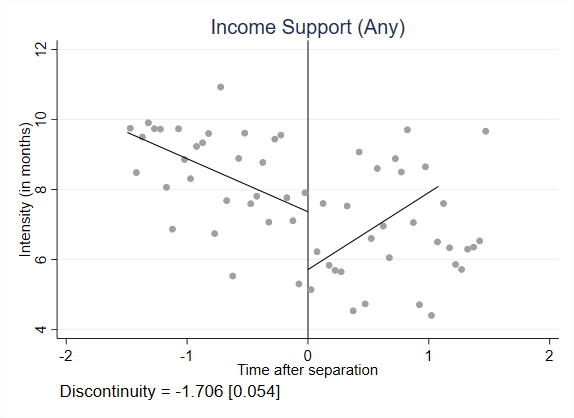 Income Support (Any)
Intensity (in months)
12
10
8
6
4
-2
-1
0
1
2
Time after separation
Discontinuity = -1.706 [0.054]